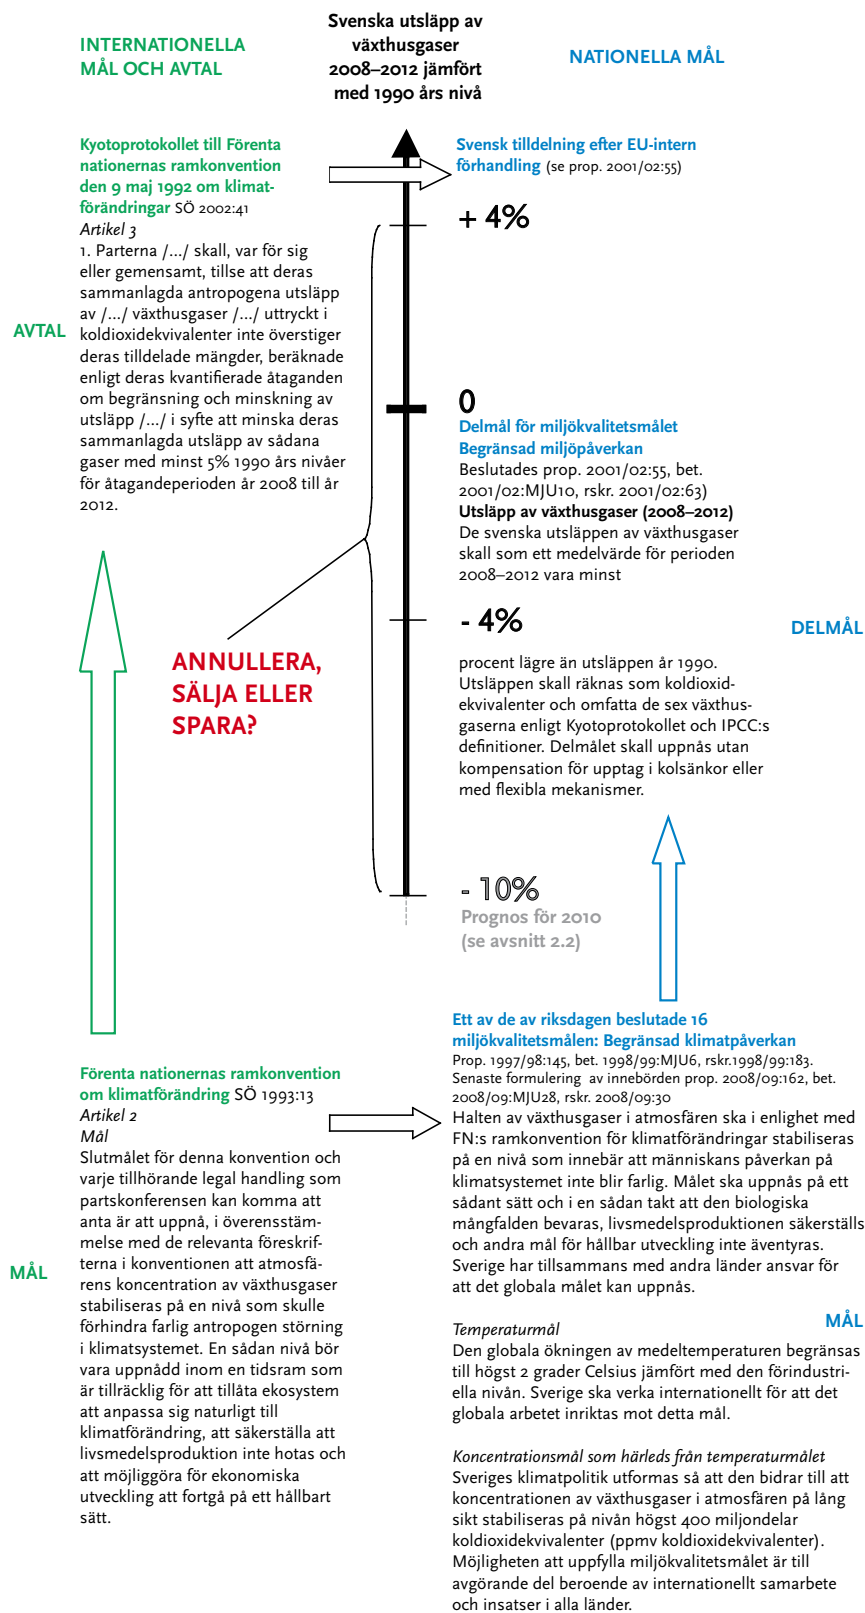 Svenska utsläpp av
växthusgaser
2008–2012 jämfört
med 1990 års nivå
INTERNATIONELLA
MÅL OCH AVTAL
NATIONELLA MÅL
Kyotoprotokollet till Förenta
nationernas ramkonvention
den 9 maj 1992 om klimat-
förändringar SÖ 2002:41
Artikel 3
1. Parterna /.../ skall, var för sig
eller gemensamt, tillse att deras
sammanlagda antropogena utsläpp
av /.../ växthusgaser /.../ uttryckt i
koldioxidekvivalenter inte överstiger
deras tilldelade mängder, beräknade
enligt deras kvantifierade åtaganden
om begränsning och minskning av
utsläpp /.../ i syfte att minska deras
sammanlagda utsläpp av sådana
gaser med minst 5% 1990 års nivåer
för åtagandeperioden år 2008 till år
2012.
AVTAL
Svensk tilldelning efter EU-intern
förhandling (se prop. 2001/02:55)
+ 4%
0
Delmål för miljökvalitetsmålet
Begränsad miljöpåverkan
Beslutades prop. 2001/02:55, bet.
2001/02:MJU10, rskr. 2001/02:63)
Utsläpp av växthusgaser (2008–2012)
De svenska utsläppen av växthusgaser
skall som ett medelvärde för perioden
2008–2012 vara minst
- 4%
DELMÅL
procent lägre än utsläppen år 1990.
Utsläppen skall räknas som koldioxid-
ekvivalenter och omfatta de sex växthus-
gaserna enligt Kyotoprotokollet och IPCC:s
definitioner. Delmålet skall uppnås utan
kompensation för upptag i kolsänkor eller
med flexibla mekanismer.
ANNULLERA,
SÄLJA ELLER
SPARA?
- 10%
Prognos för 2010
(se avsnitt 2.2)
Förenta nationernas ramkonvention
om klimatförändring SÖ 1993:13
Artikel 2
Mål
Slutmålet för denna konvention och
varje tillhörande legal handling som
partskonferensen kan komma att
anta är att uppnå, i överensstäm-
melse med de relevanta föreskrif-
terna i konventionen att atmosfä-
rens koncentration av växthusgaser
stabiliseras på en nivå som skulle
förhindra farlig antropogen störning
i klimatsystemet. En sådan nivå bör
vara uppnådd inom en tidsram som
är tillräcklig för att tillåta ekosystem
att anpassa sig naturligt till
klimatförändring, att säkerställa att
livsmedelsproduktion inte hotas och
att möjliggöra för ekonomiska
utveckling att fortgå på ett hållbart
sätt.
MÅL
Ett av de av riksdagen beslutade 16
miljökvalitetsmålen: Begränsad klimatpåverkan
Prop. 1997/98:145, bet. 1998/99:MJU6, rskr.1998/99:183.
Senaste formulering av innebörden prop. 2008/09:162, bet.
2008/09:MJU28, rskr. 2008/09:30
Halten av växthusgaser i atmosfären ska i enlighet med
FN:s ramkonvention för klimatförändringar stabiliseras
på en nivå som innebär att människans påverkan på
klimatsystemet inte blir farlig. Målet ska uppnås på ett
sådant sätt och i en sådan takt att den biologiska
mångfalden bevaras, livsmedelsproduktionen säkerställs
och andra mål för hållbar utveckling inte äventyras.
Sverige har tillsammans med andra länder ansvar för
att det globala målet kan uppnås.
MÅL
Temperaturmål
Den globala ökningen av medeltemperaturen begränsas
till högst 2 grader Celsius jämfört med den förindustri-
ella nivån. Sverige ska verka internationellt för att det
globala arbetet inriktas mot detta mål.
Koncentrationsmål som härleds från temperaturmålet
Sveriges klimatpolitik utformas så att den bidrar till att
koncentrationen av växthusgaser i atmosfären på lång
sikt stabiliseras på nivån högst 400 miljondelar
koldioxidekvivalenter (ppmv koldioxidekvivalenter).
Möjligheten att uppfylla miljökvalitetsmålet är till
avgörande del beroende av internationellt samarbete
och insatser i alla länder.